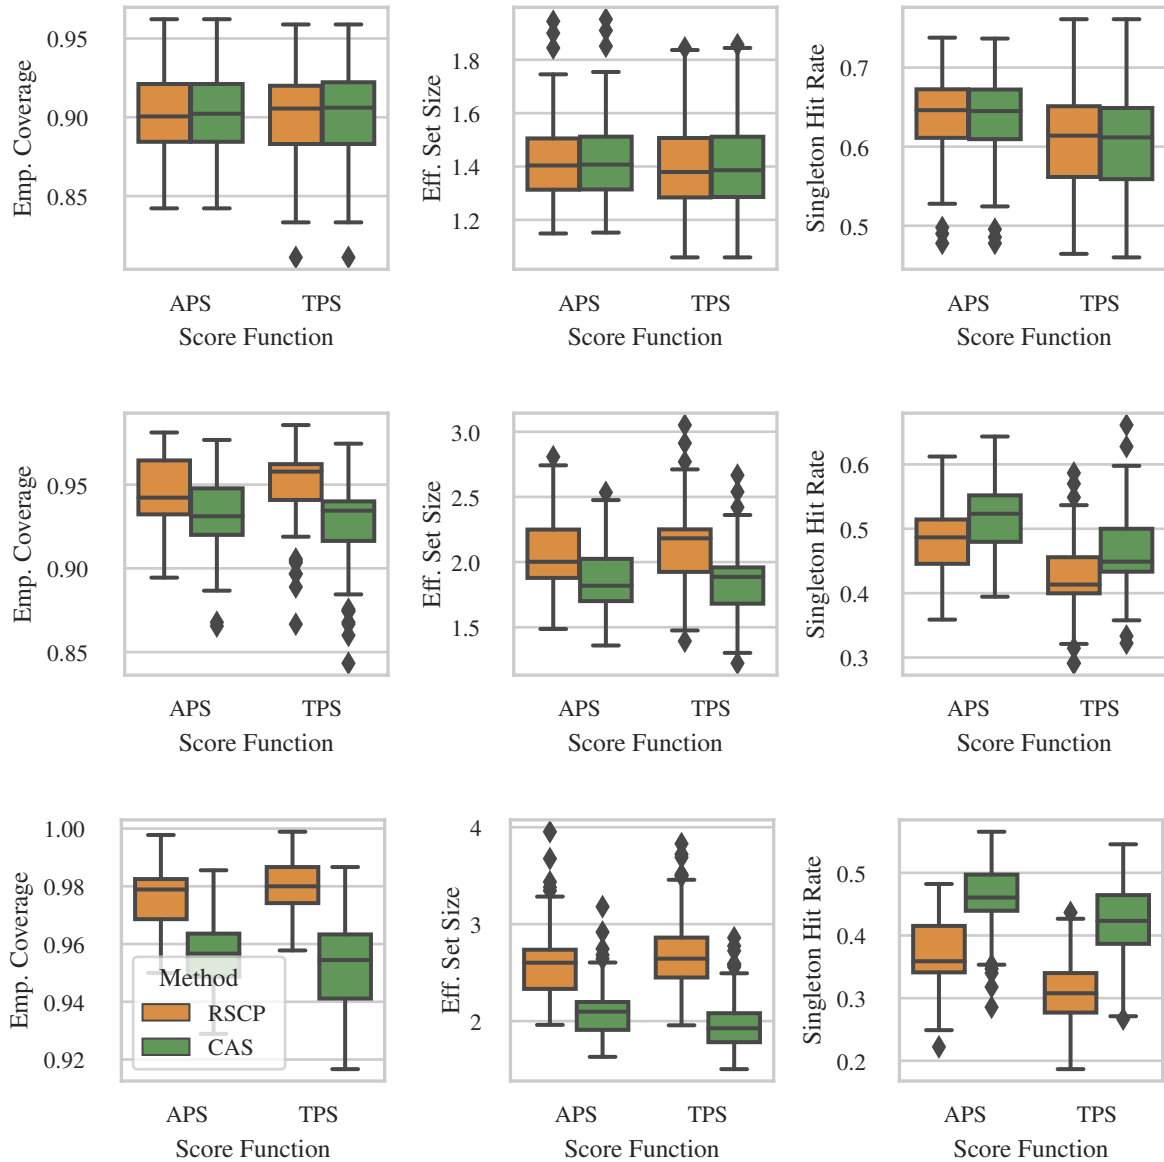 Emp. Coverage
0.95
0.90
0.85
APS
TPS
Score Function
Eff. Set Size
1.8
1.6
1.4
1.2
APS
TPS
Score Function
Singleton Hit Rate
0.7
0.6
0.5
APS
TPS
Score Function
Emp. Coverage
0.95
0.90
0.85
APS
TPS
Score Function
Eff. Set Size
3.0
2.5
2.0
1.5
APS
TPS
Score Function
Singleton Hit Rate
0.6
0.5
0.4
0.3
APS
TPS
Score Function
Emp. Coverage
1.00
0.98
0.96
0.94
0.92
Method
RSCP
CAS
APS
TPS
Score Function
Eff. Set Size
4
3
2
APS
TPS
Score Function
Singleton Hit Rate
0.5
0.4
0.3
0.2
APS
TPS
Score Function